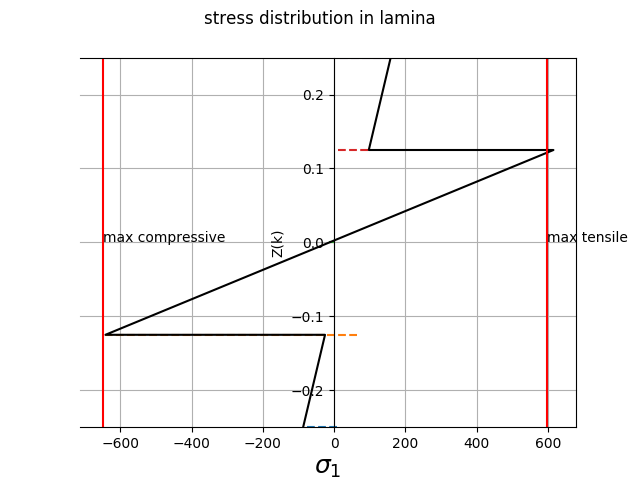 stress distribution in lamina
0.2
0.1
max compressive
Z(k)
0.0
max tensile
−0.1
−0.2
−600 −400 −200 0 200 400 600
σ₁